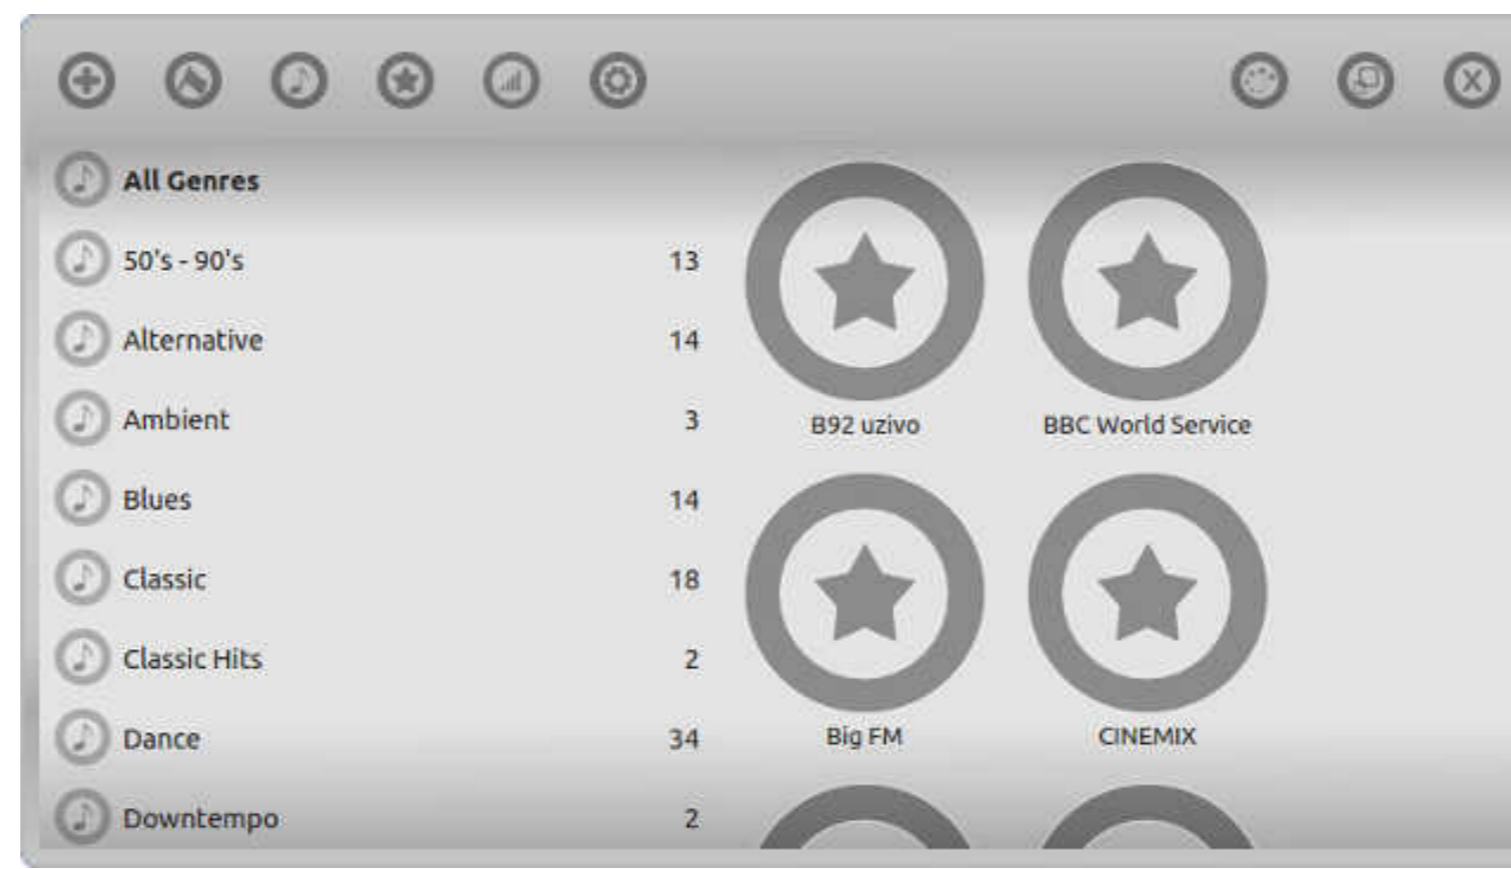 All Genres
50's - 90's 13
Alternative 14
Ambient 3
Blues 14
Classic 18
Classic Hits 2
Dance 34
Downtempo 2
B92 uzivo
BBC World Service
Big FM
CINEMIX